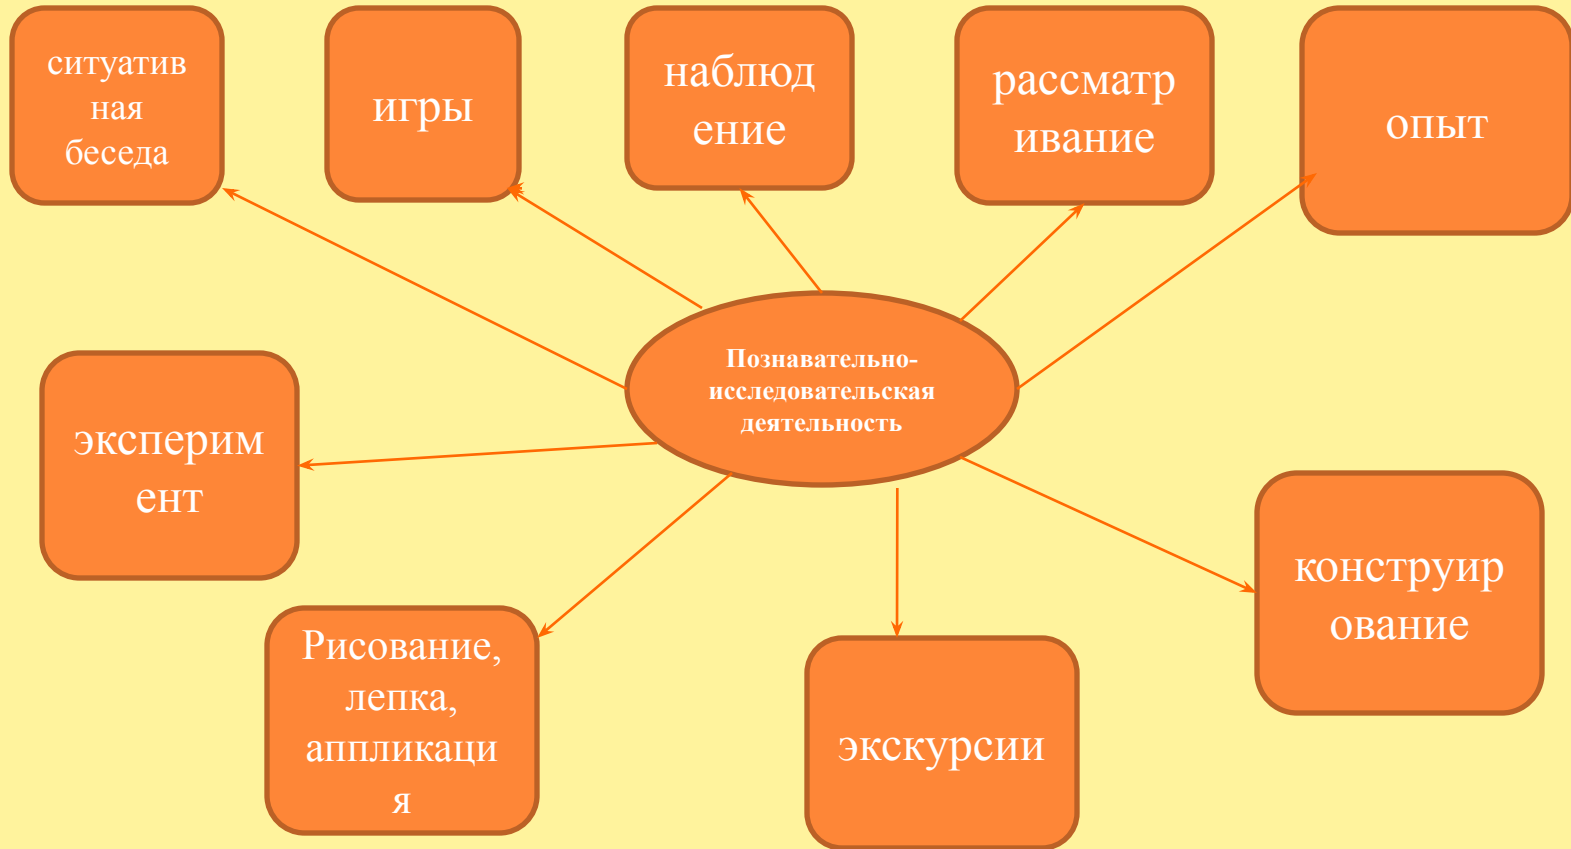 ситуатив
ная
беседа
игры
наблюд
ение
рассматр
ивание
опыт
Познавательно-
исследовательская
деятельность
эксперим
ент
конструир
ование
Рисование,
лепка,
аппликаци
я
экскурсии